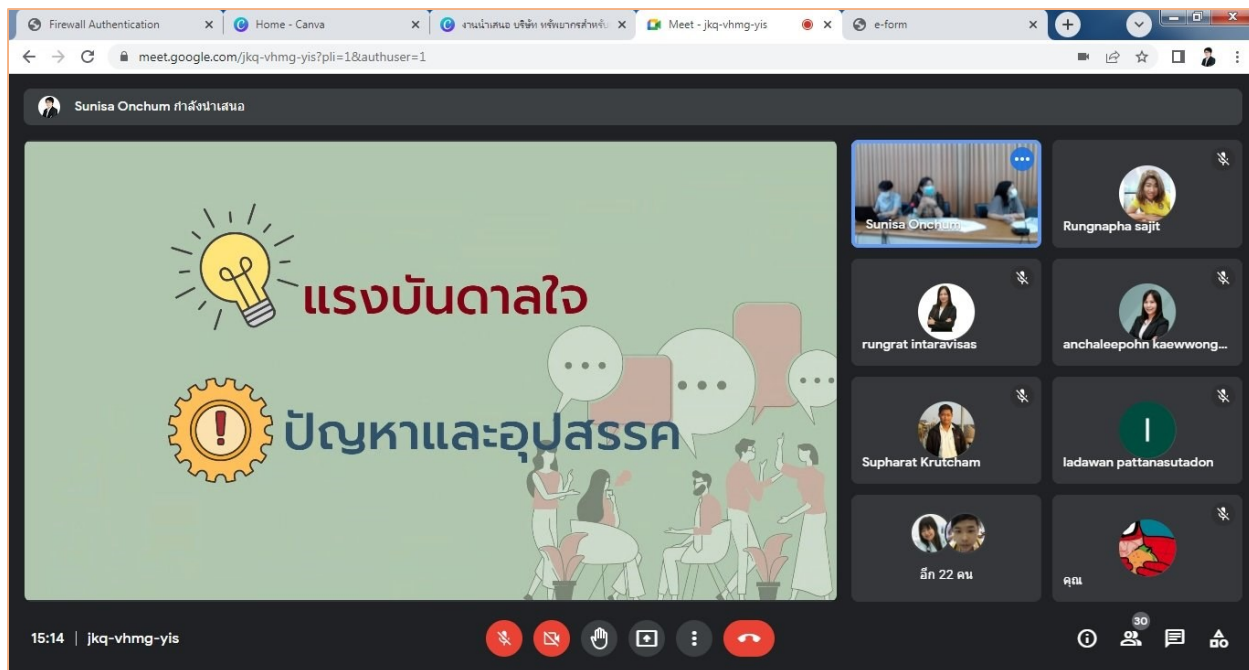 Firewall Authentication
Home - Canva
งานนำเสนอ บริษัท ทรัพยากรสำหรับ
Meet - jkq-vhmg-yis
e-form
meet.google.com/jkq-vhmg-yis?pli=1&authuser=1
Sunisa Onchum กำลังนำเสนอ
แรงบันดาลใจ
ปัญหาและอุปสรรค
Sunisa Onchum
Rungnapha sajit
rungrat intaravisas
anchaleepohn kaewwong...
Supharat Krutcham
I
ladawan pattanasutadon
อีก 22 คน
คุณ
15:14 | jkq-vhmg-yis
30